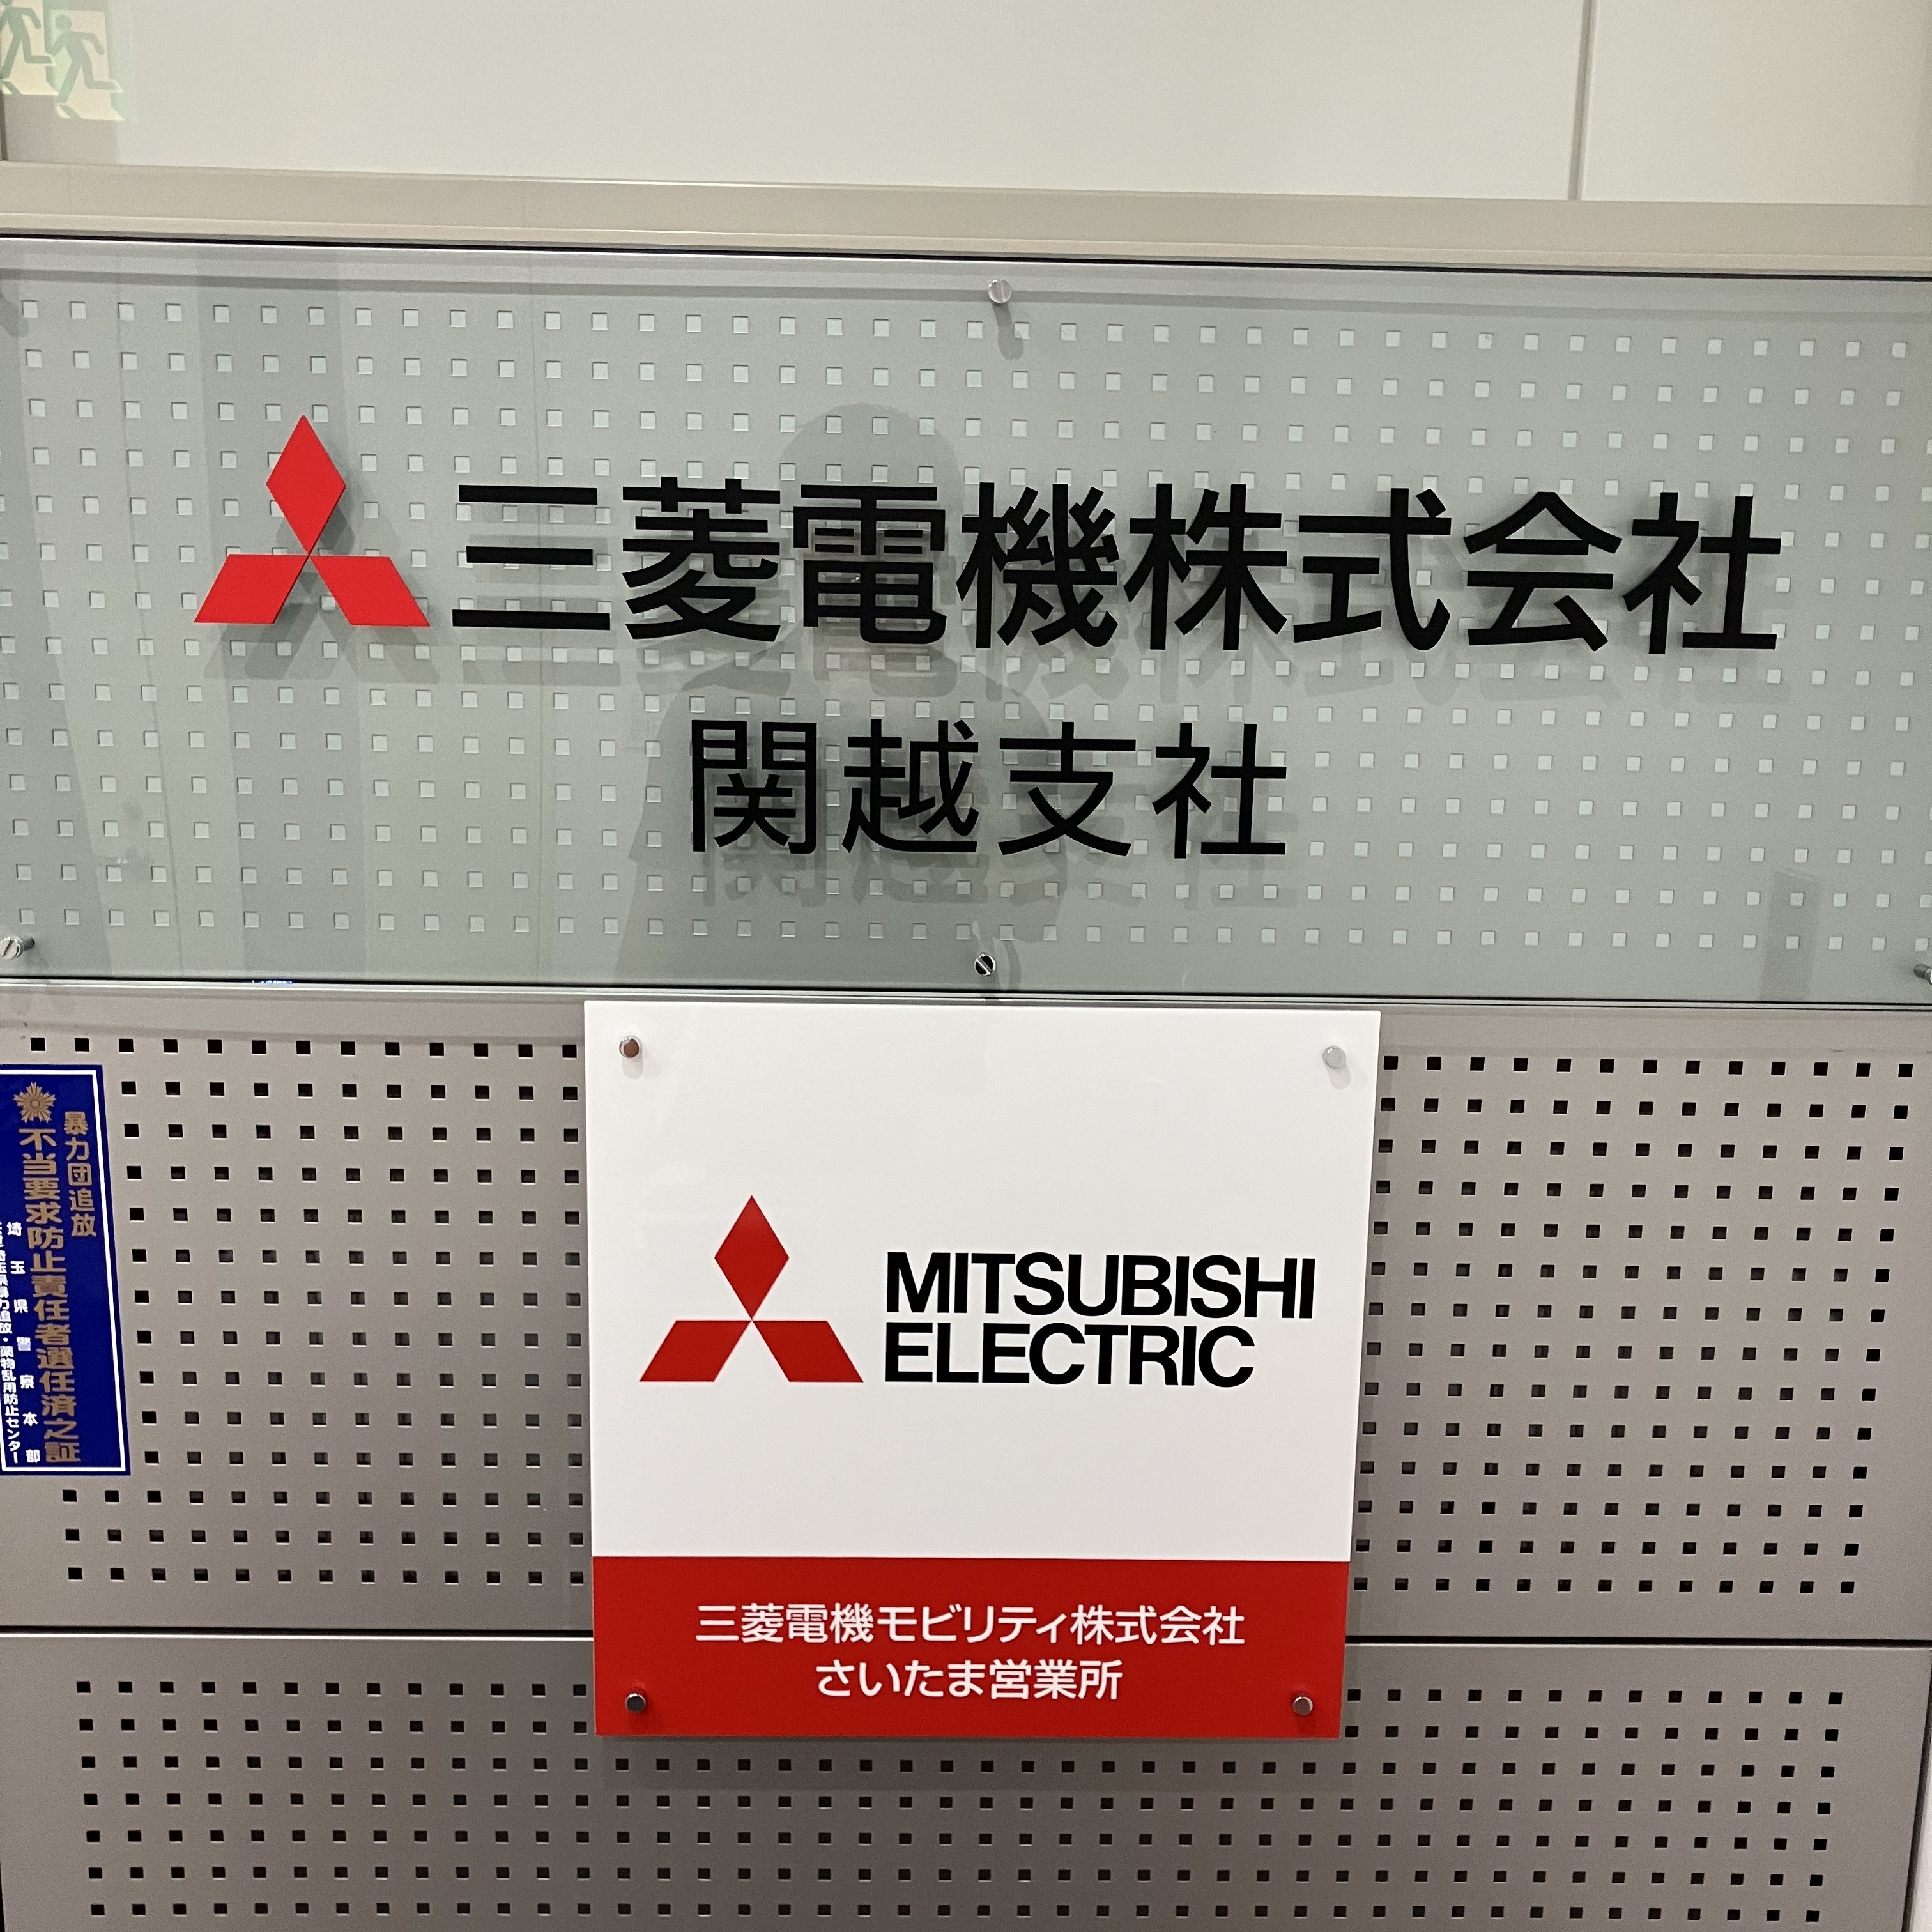 三菱電機株式会社
関越支社
暴力団追放
不当要求防止責任者選任済之証
埼玉県警察本部
MITSUBISHI
ELECTRIC
三菱電機モビリティ株式会社
さいたま営業所